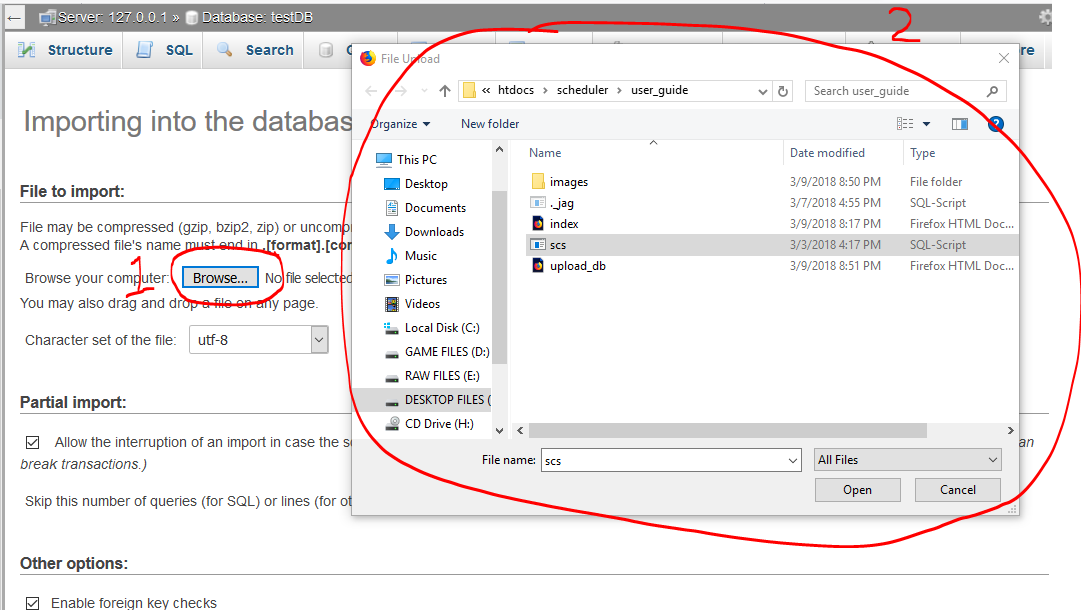 Server: 127.0.0.1 » Database: testDB
Structure SQL Search
2
File Upload
« htdocs › scheduler › user_guide
Search user_guide
Organize New folder
Importing into the databas
Name Date modified Type
This PC
Desktop
Documents
Downloads
Music
Pictures
Videos
Local Disk (C:)
GAME FILES (D:)
RAW FILES (E:)
DESKTOP FILES (
CD Drive (H:)
images 3/9/2018 8:50 PM File folder
._jag 3/7/2018 4:55 PM SQL-Script
index 3/9/2018 8:17 PM Firefox HTML Doc...
scs 3/3/2018 4:17 PM SQL-Script
upload_db 3/9/2018 8:51 PM Firefox HTML Doc...
File name: scs All Files
Open Cancel
File to import:
File may be compressed (gzip, bzip2, zip) or uncompr
A compressed file's name must end in .[format].[con
1
Browse your computer: Browse... No file selected
You may also drag and drop a file on any page.
Character set of the file: utf-8
Partial import:
Allow the interruption of an import in case the sc
an
break transactions.)
Skip this number of queries (for SQL) or lines (for ot
Other options:
Enable foreign key checks